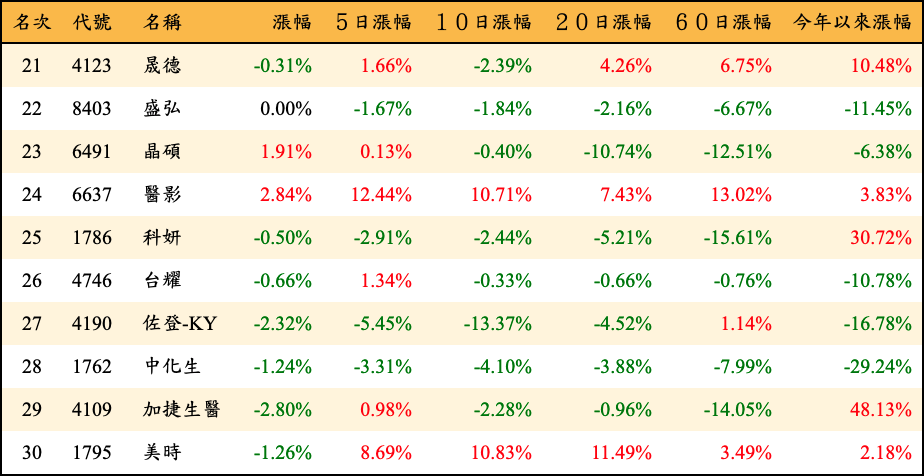 名次 代號 名稱 漲幅 ５日漲幅 １０日漲幅 ２０日漲幅 ６０日漲幅 今年以來漲幅
21 4123 晟德 -0.31% 1.66% -2.39% 4.26% 6.75% 10.48%
22 8403 盛弘 0.00% -1.67% -1.84% -2.16% -6.67% -11.45%
23 6491 晶碩 1.91% 0.13% -0.40% -10.74% -12.51% -6.38%
24 6637 醫影 2.84% 12.44% 10.71% 7.43% 13.02% 3.83%
25 1786 科妍 -0.50% -2.91% -2.44% -5.21% -15.61% 30.72%
26 4746 台耀 -0.66% 1.34% -0.33% -0.66% -0.76% -10.78%
27 4190 佐登-KY -2.32% -5.45% -13.37% -4.52% 1.14% -16.78%
28 1762 中化生 -1.24% -3.31% -4.10% -3.88% -7.99% -29.24%
29 4109 加捷生醫 -2.80% 0.98% -2.28% -0.96% -14.05% 48.13%
30 1795 美時 -1.26% 8.69% 10.83% 11.49% 3.49% 2.18%